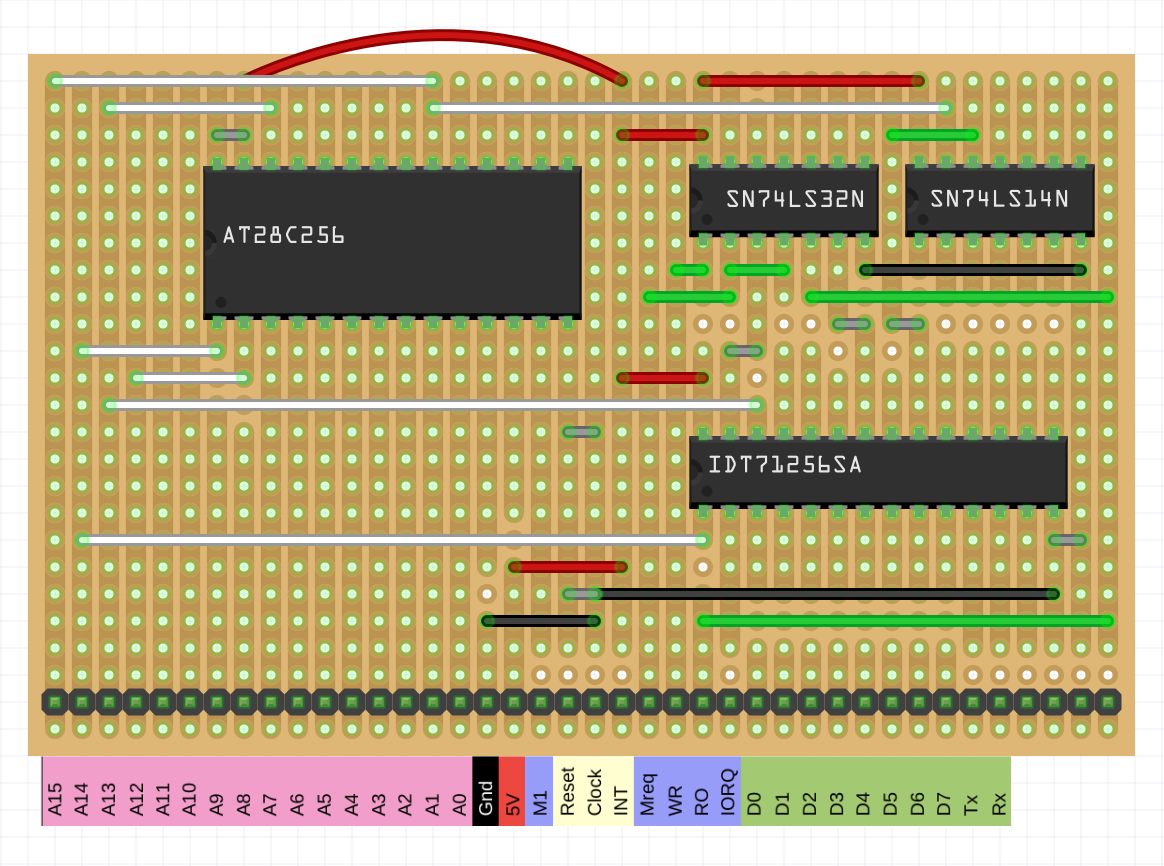 SN74LS32N
SN74LS14N
AT28C256
IDT71256SA
A15
A14
A13
A12
A11
A10
A9
A8
A7
A6
A5
A4
A3
A2
A1
A0
Gnd
5V
M1
Reset
Clock
INT
Mreq
WR
RO
IORQ
D0
D1
D2
D3
D4
D5
D6
D7
Tx
Rx